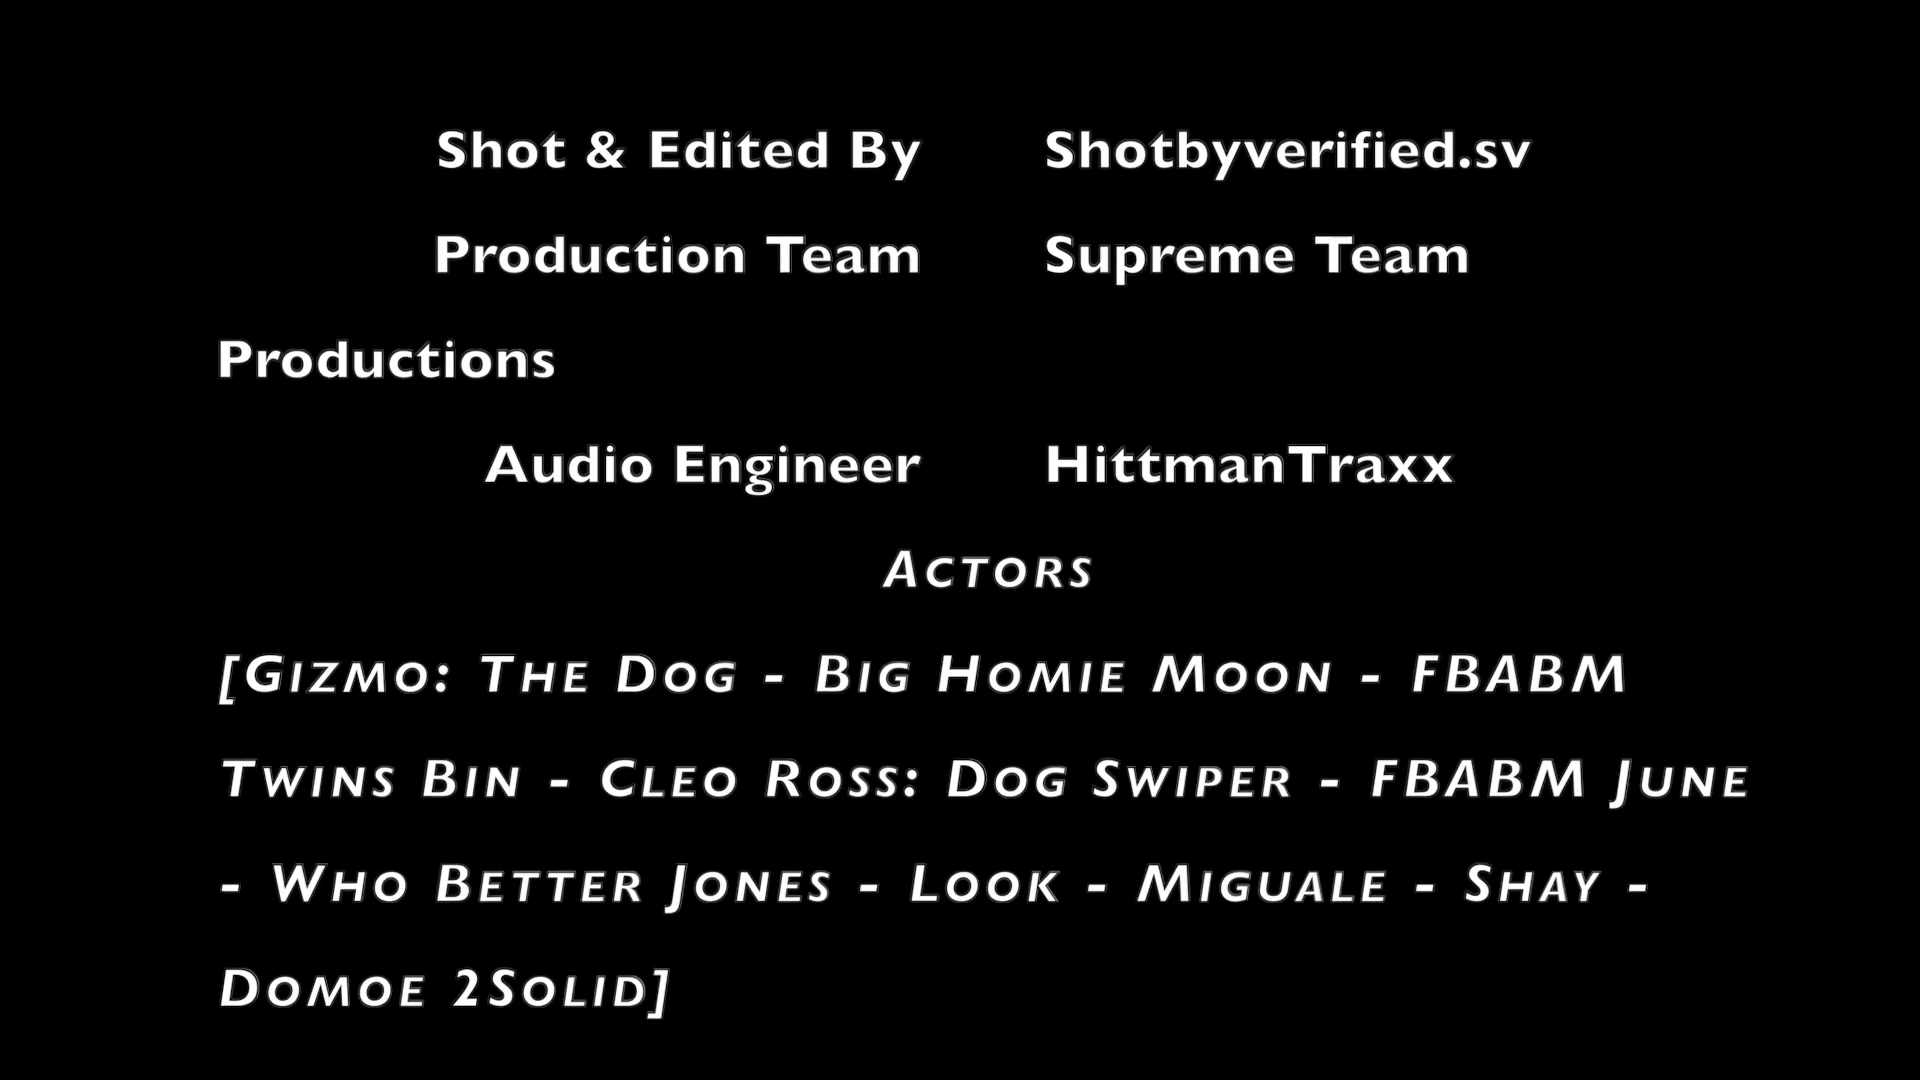 Shot & Edited By Shotbyverified.sv
Production Team Supreme Team
Productions
Audio Engineer HittmanTraxx
Actors
[Gizmo: The Dog - Big Homie Moon - FBABM
Twins Bin - Cleo Ross: Dog Swiper - FBABM June
- Who Better Jones - Look - Miguale - Shay -
Domoe 2Solid]